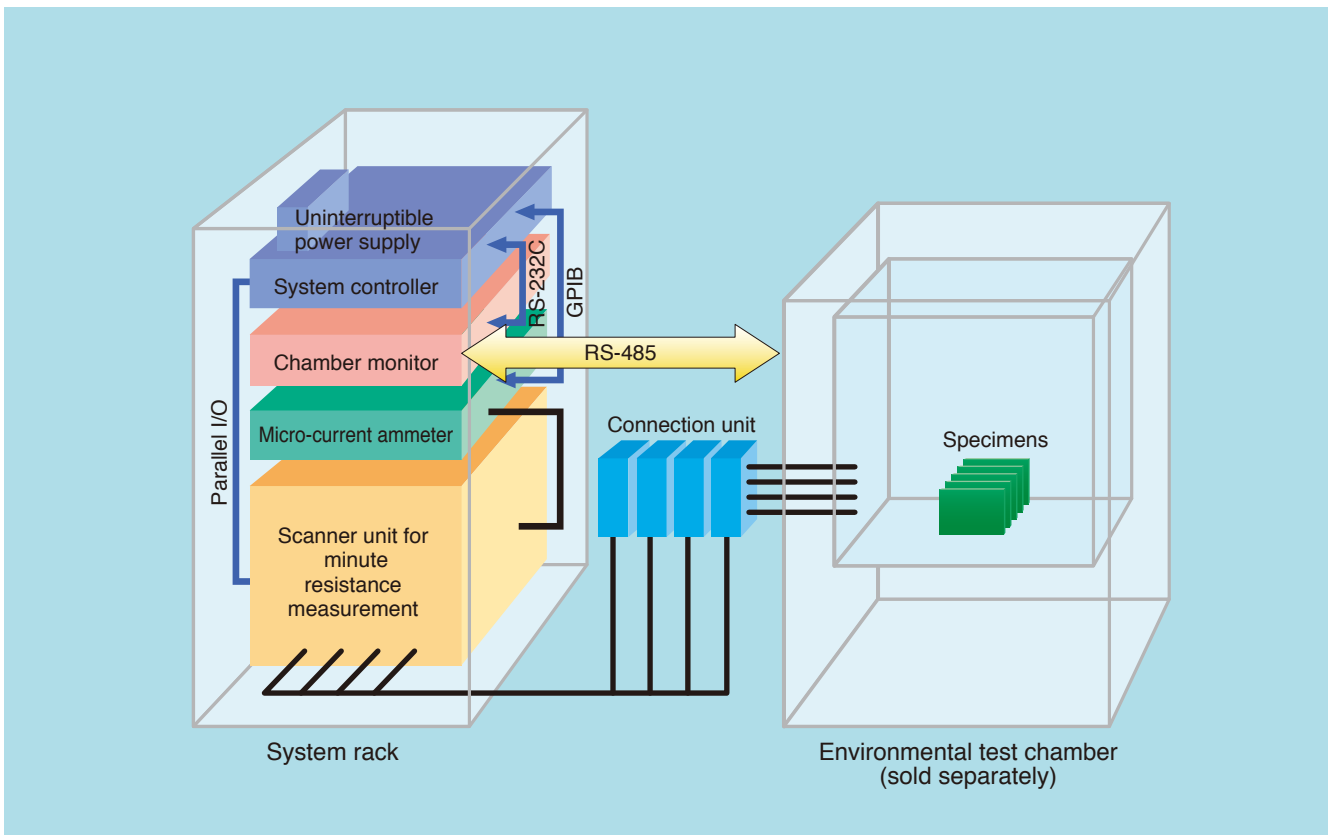 Uninterruptible
power supply
System controller
Chamber monitor
Micro-current ammeter
Scanner unit for
minute
resistance
measurement
Parallel I/O
RS-232C
GPIB
RS-485
Connection unit
Specimens
System rack
Environmental test chamber
(sold separately)